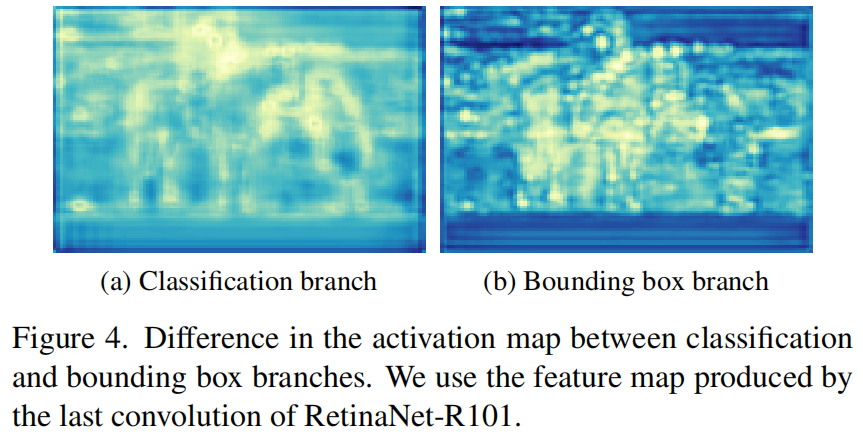 (a) Classification branch
(b) Bounding box branch
Figure 4. Difference in the activation map between classification
and bounding box branches. We use the feature map produced by
the last convolution of RetinaNet-R101.